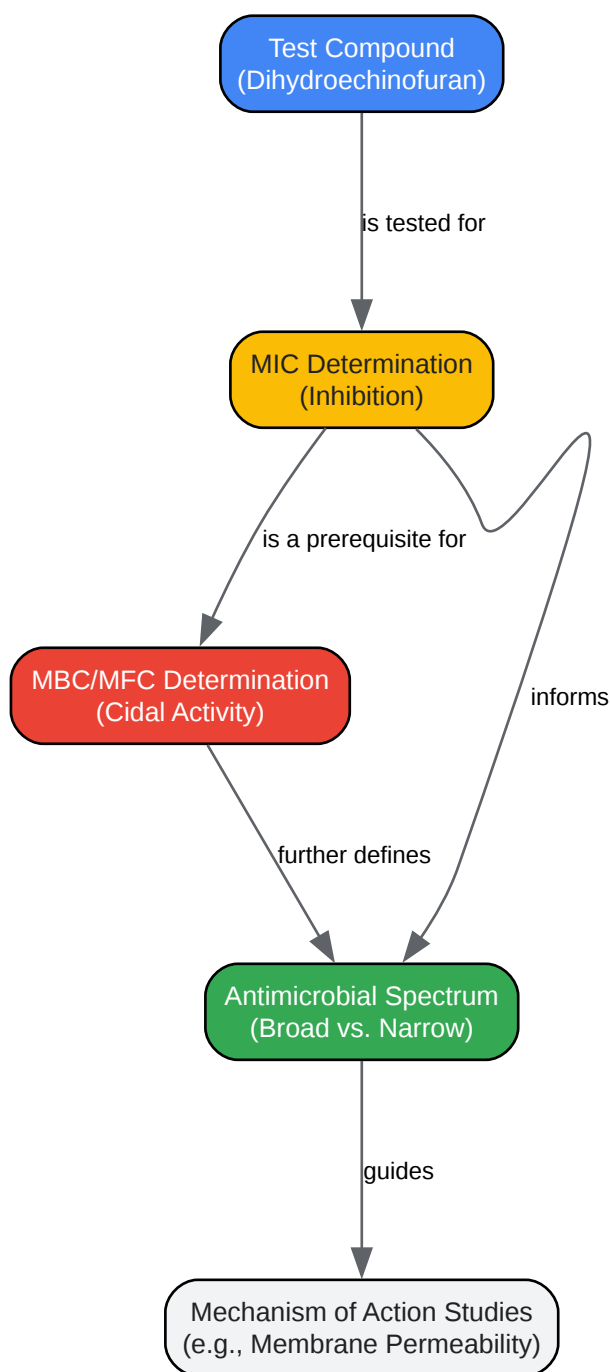 Test Compound
(Dihydroechinofuran)
is tested for
MIC Determination
(Inhibition)
is a prerequisite for
MBC/MFC Determination
(Cidal Activity)
informs
further defines
Antimicrobial Spectrum
(Broad vs. Narrow)
guides
Mechanism of Action Studies
(e.g., Membrane Permeability)